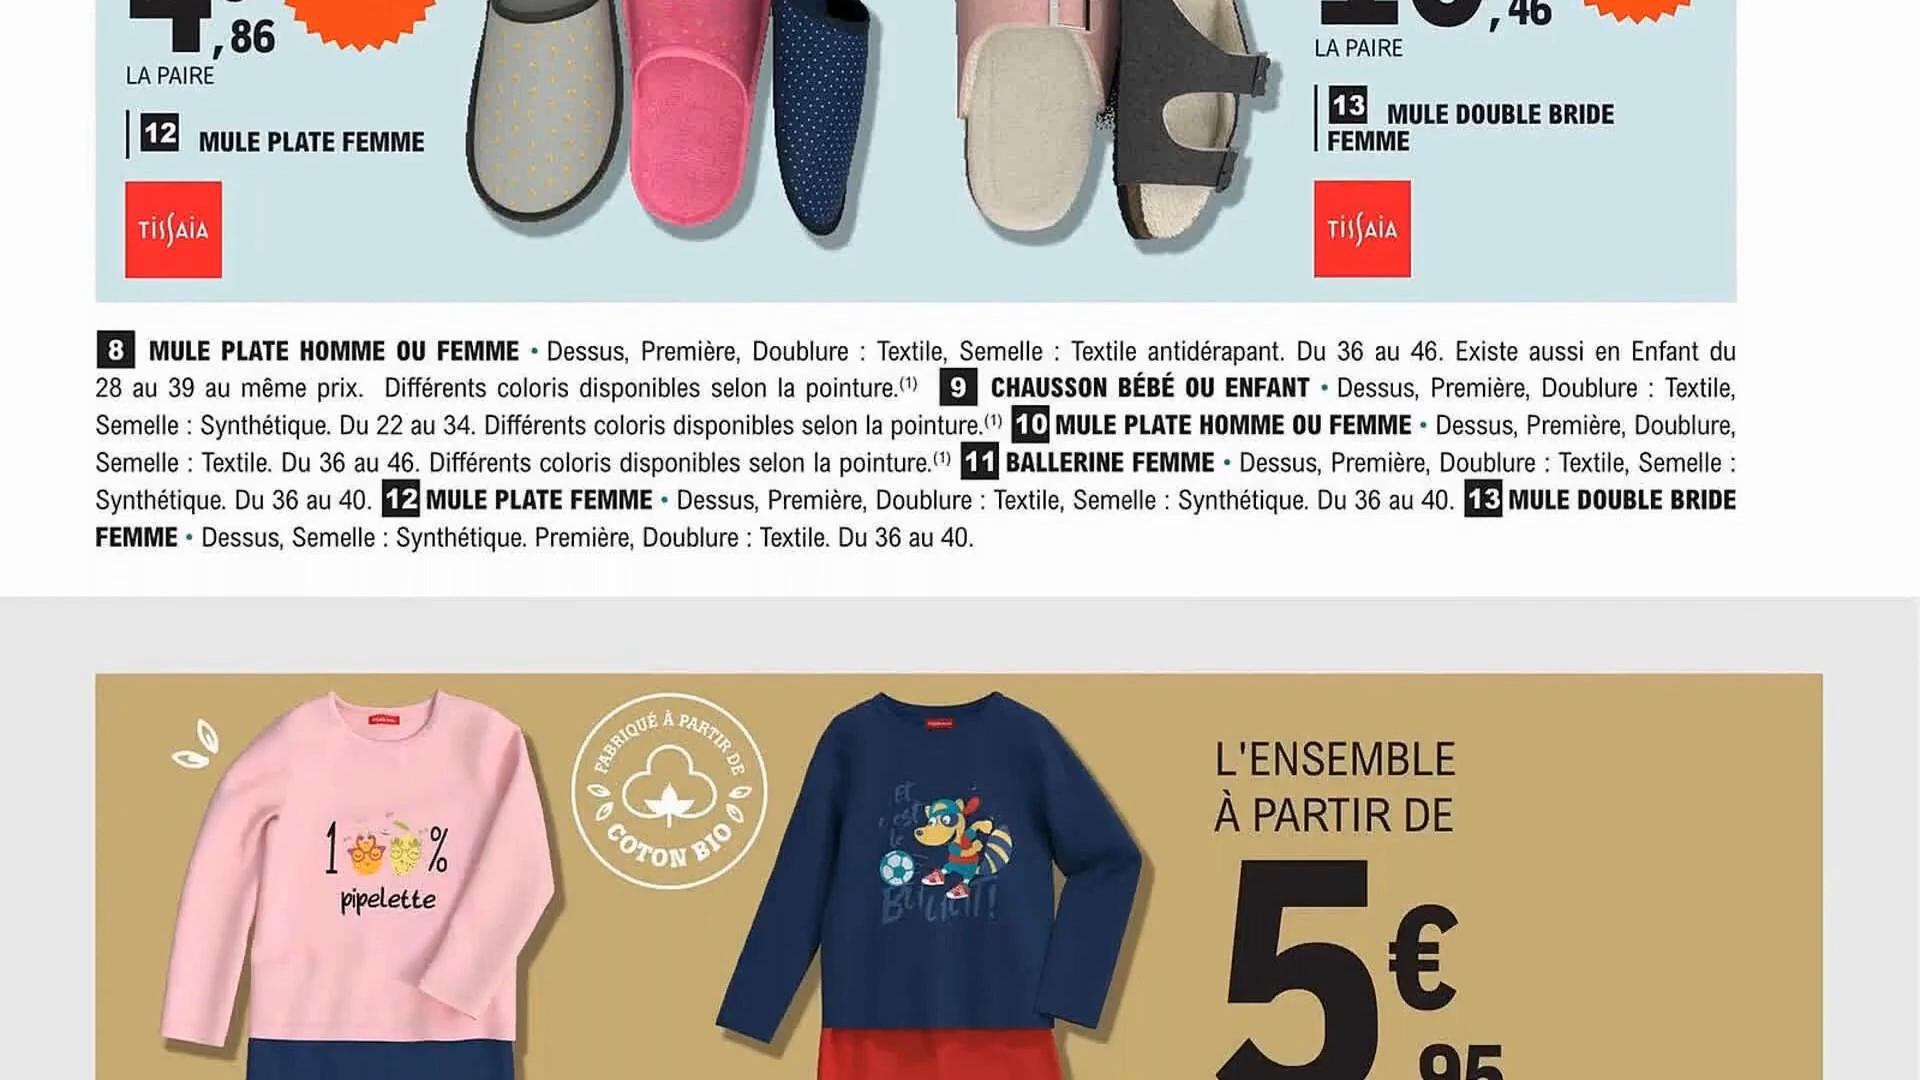 4
,86
LA PAIRE
12 MULE PLATE FEMME
TISSAIA
,46
LA PAIRE
13 MULE DOUBLE BRIDE
FEMME
TISSAIA
8 MULE PLATE HOMME OU FEMME • Dessus, Première, Doublure : Textile, Semelle : Textile antidérapant. Du 36 au 46. Existe aussi en Enfant du
28 au 39 au même prix. Différents coloris disponibles selon la pointure.(1) 9 CHAUSSON BÉBÉ OU ENFANT • Dessus, Première, Doublure : Textile,
Semelle : Synthétique. Du 22 au 34. Différents coloris disponibles selon la pointure.(1) 10 MULE PLATE HOMME OU FEMME • Dessus, Première, Doublure,
Semelle : Textile. Du 36 au 46. Différents coloris disponibles selon la pointure.(1) 11 BALLERINE FEMME • Dessus, Première, Doublure : Textile, Semelle :
Synthétique. Du 36 au 40. 12 MULE PLATE FEMME • Dessus, Première, Doublure : Textile, Semelle : Synthétique. Du 36 au 40. 13 MULE DOUBLE BRIDE
FEMME • Dessus, Semelle : Synthétique. Première, Doublure : Textile. Du 36 au 40.
100%
pipelette
FABRIQUÉ À PARTIR DE
COTON BIO
Et
c'est
le
L'ENSEMBLE
À PARTIR DE
5€
,95